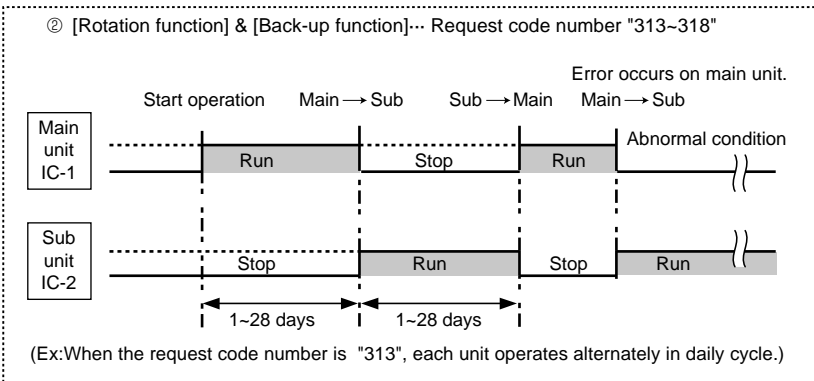 ② [Rotation function] & [Back-up function]··· Request code number "313~318"
Error occurs on main unit.
Start operation Main → Sub Sub → Main Main → Sub
Main
unit
IC-1
Abnormal condition
Run Stop Run
Sub
unit
IC-2
Stop Run Stop Run
1~28 days 1~28 days
(Ex:When the request code number is "313", each unit operates alternately in daily cycle.)